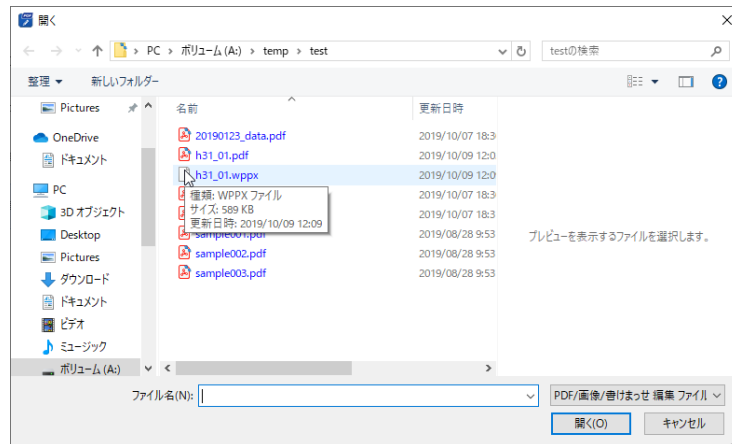 開く
PC › ボリューム (A:) › temp › test
testの検索
整理
新しいフォルダー
Pictures
OneDrive
ドキュメント
PC
3D オブジェクト
Desktop
Pictures
ダウンロード
ドキュメント
ビデオ
ミュージック
ボリューム (A:)
名前
更新日時
20190123_data.pdf
2019/10/07 18:3
h31_01.pdf
2019/10/09 12:0
h31_01.wppx
2019/10/09 12:0
2019/10/07 18:3
2019/10/07 18:3
種類: WPPX ファイル
サイズ: 589 KB
更新日時: 2019/10/09 12:09
sample001.pdf
2019/08/28 9:53
sample002.pdf
2019/08/28 9:53
sample003.pdf
2019/08/28 9:53
プレビューを表示するファイルを選択します。
ファイル名(N):
PDF/画像/書けまっせ 編集 ファイル
開く(O)
キャンセル